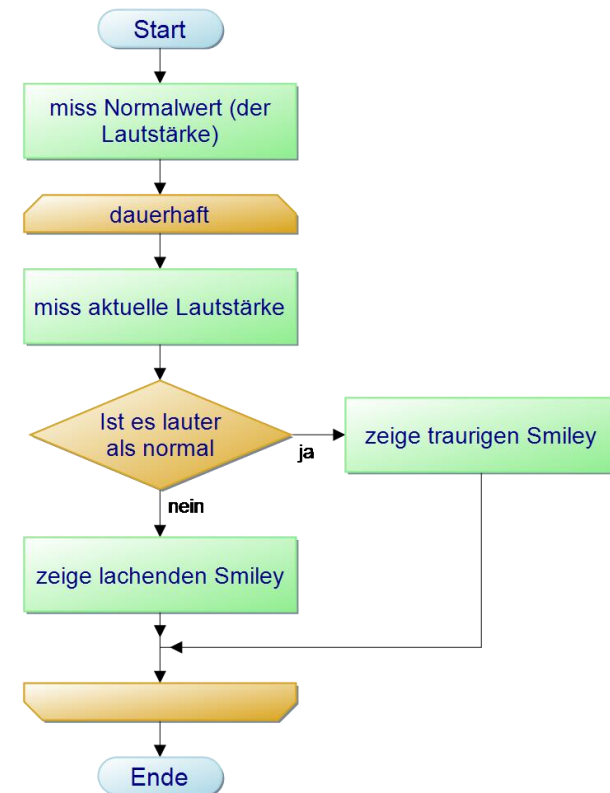 Start
miss Normalwert (der
Lautstärke)
dauerhaft
miss aktuelle Lautstärke
Ist es lauter
als normal
ja
zeige traurigen Smiley
nein
zeige lachenden Smiley
Ende